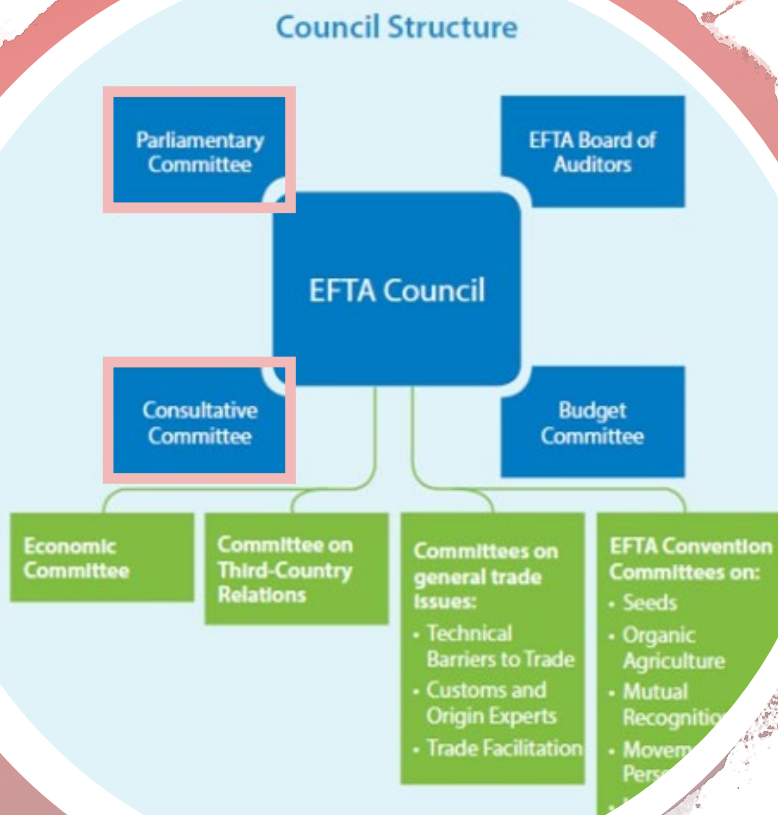 Council Structure
Parliamentary
Committee
EFTA Board of
Auditors
EFTA Council
Consultative
Committee
Budget
Committee
Economic
Committee
Committee on
Third-Country
Relations
Committees on
general trade
issues:
• Technical
Barriers to Trade
• Customs and
Origin Experts
• Trade Facilitation
EFTA Convention
Committees on:
• Seeds
• Organic
Agriculture
• Mutual